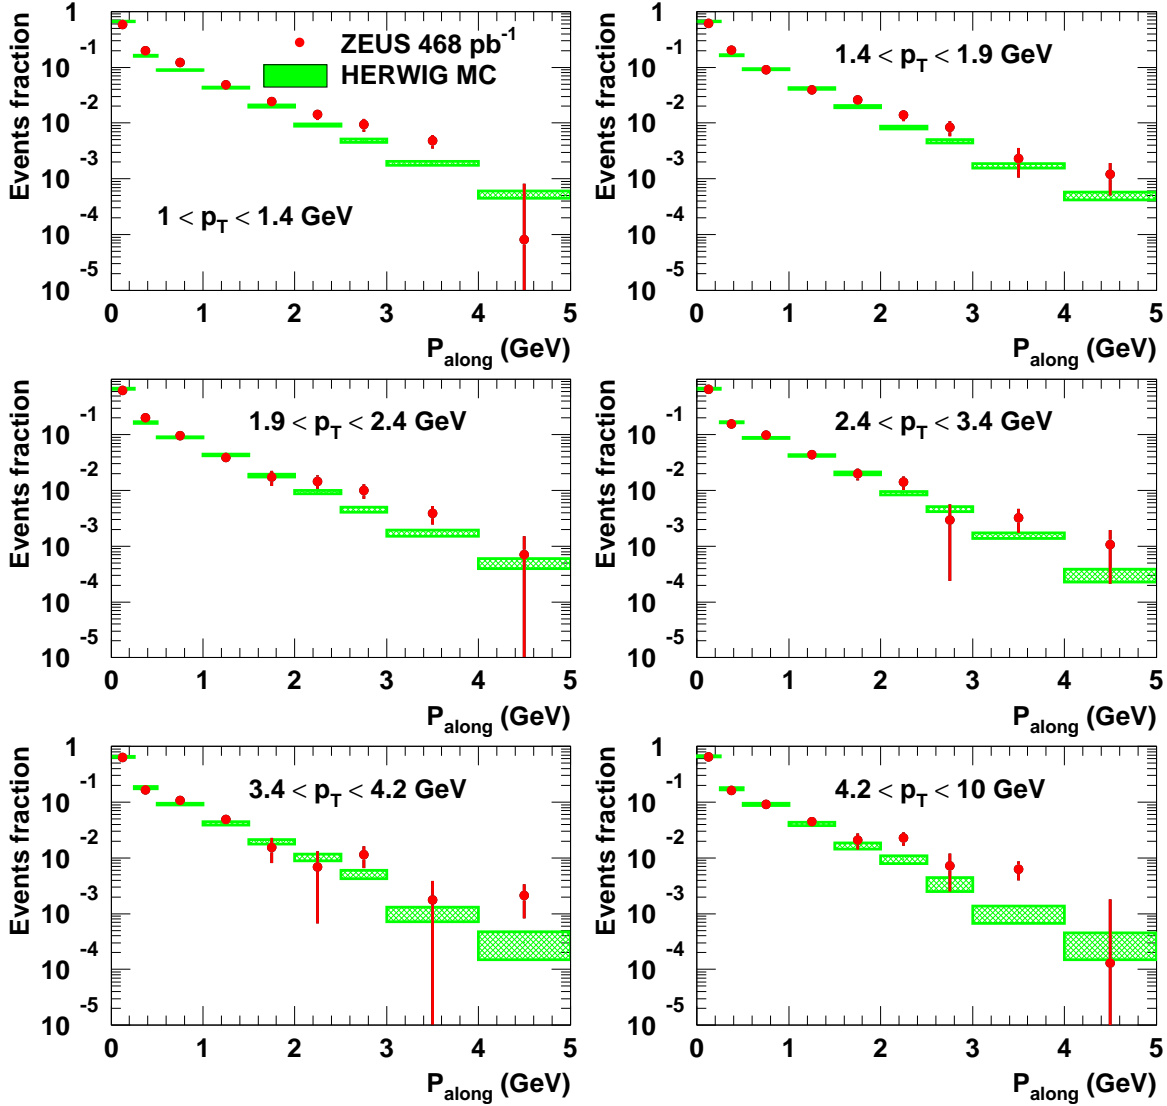 Events fraction
1
10
-1
10
-2
10
-3
10
-4
10
-5
ZEUS 468 pb-1
HERWIG MC
1 < pT < 1.4 GeV
0 1 2 3 4 5
Palong (GeV)
Events fraction
1
10
-1
10
-2
10
-3
10
-4
10
-5
1.4 < pT < 1.9 GeV
0 1 2 3 4 5
Palong (GeV)
Events fraction
10
-1
10
-2
10
-3
10
-4
10
-5
1.9 < pT < 2.4 GeV
0 1 2 3 4 5
Palong (GeV)
Events fraction
10
-1
10
-2
10
-3
10
-4
10
-5
2.4 < pT < 3.4 GeV
0 1 2 3 4 5
Palong (GeV)
Events fraction
1
10
-1
10
-2
10
-3
10
-4
10
-5
3.4 < pT < 4.2 GeV
0 1 2 3 4 5
Palong (GeV)
Events fraction
1
10
-1
10
-2
10
-3
10
-4
10
-5
4.2 < pT < 10 GeV
0 1 2 3 4 5
Palong (GeV)